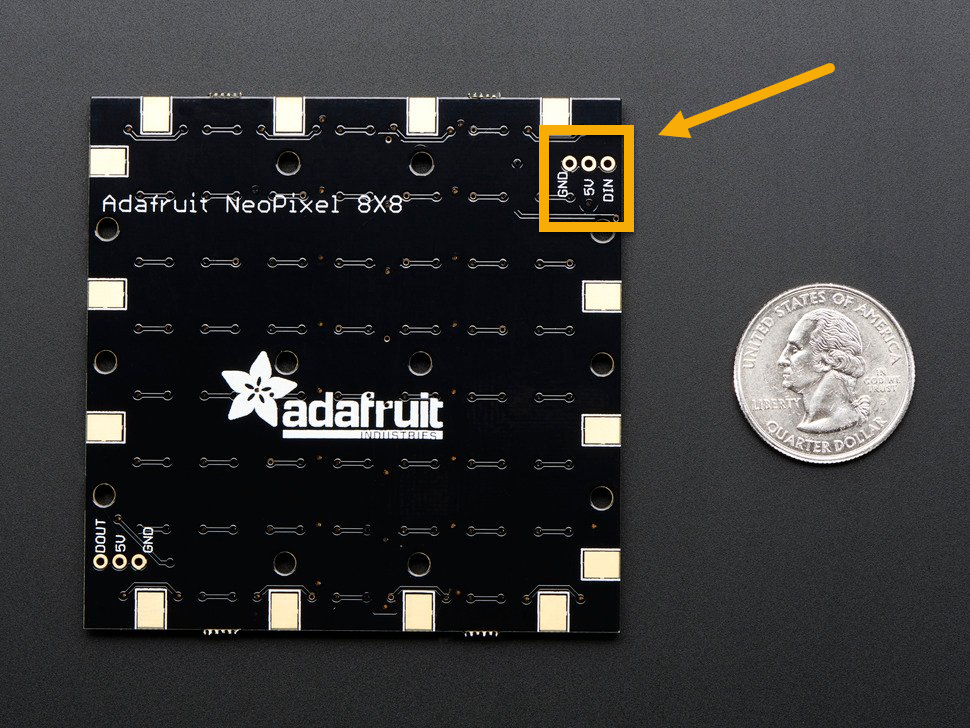 GND
5V
DIN
Adafruit NeoPixel 8X8
UNITED STATES OF AMERICA
IN
GOD WE
TRUST
LIBERTY
QUARTER DOLLAR
adafruit
INDUSTRIES
DOUT
5V
GND